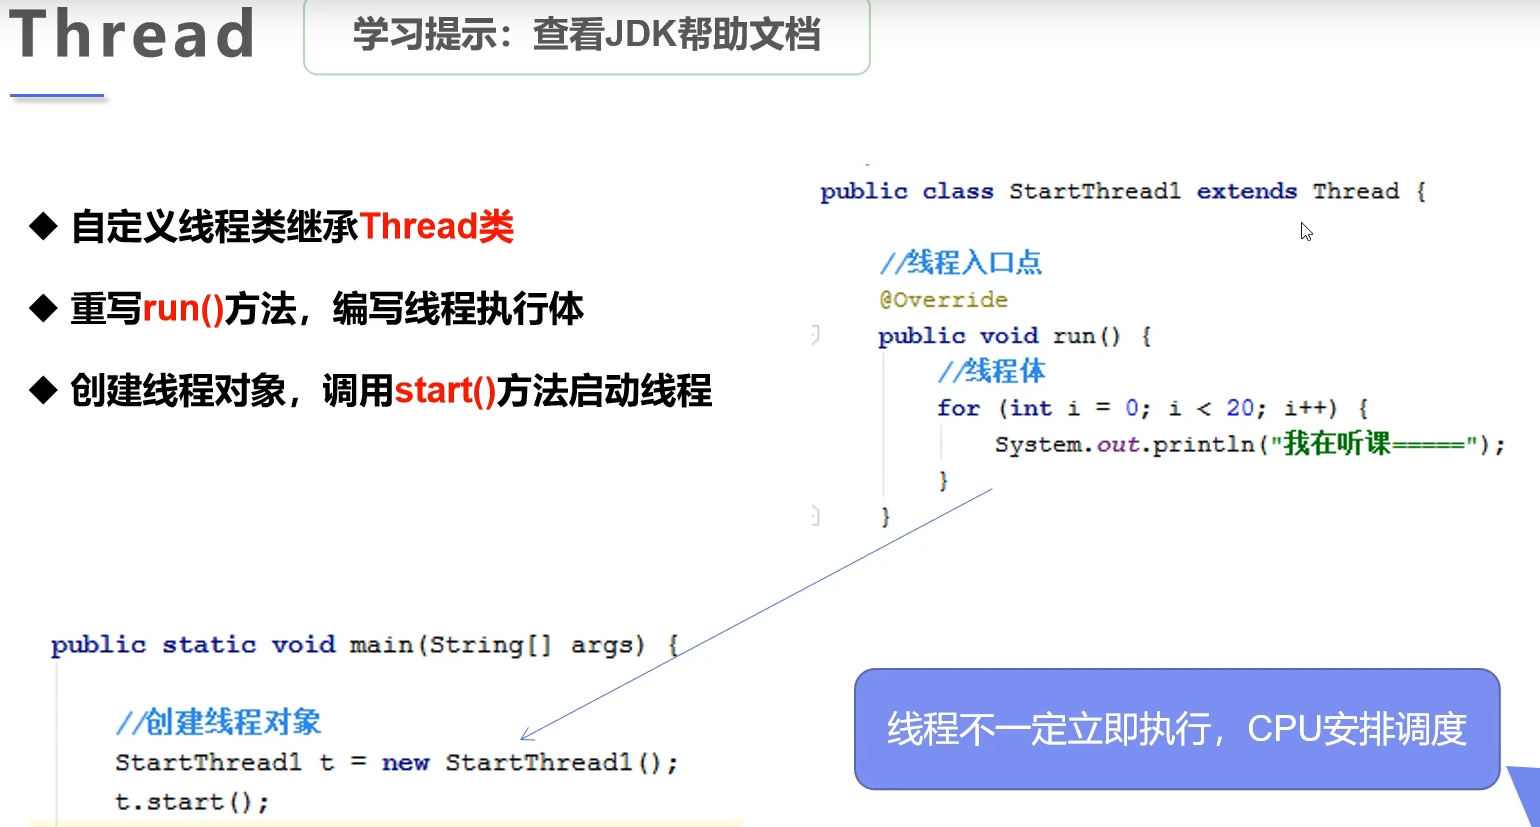 Thread
学习提示：查看JDK帮助文档
◆ 自定义线程类继承Thread类
◆ 重写run()方法，编写线程执行体
◆ 创建线程对象，调用start()方法启动线程
public class StartThread1 extends Thread {
//线程入口点
@Override
public void run() {
//线程体
for (int i = 0; i < 20; i++) {
System.out.println("我在听课=====");
}
}
public static void main(String[] args) {
//创建线程对象
StartThread1 t = new StartThread1();
t.start();
线程不一定立即执行，CPU安排调度